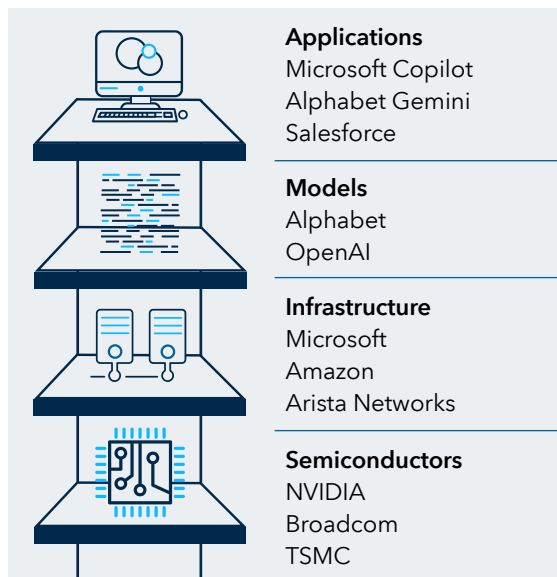 Applications
Microsoft Copilot
Alphabet Gemini
Salesforce
Models
Alphabet
OpenAI
Infrastructure
Microsoft
Amazon
Arista Networks
Semiconductors
NVIDIA
Broadcom
TSMC